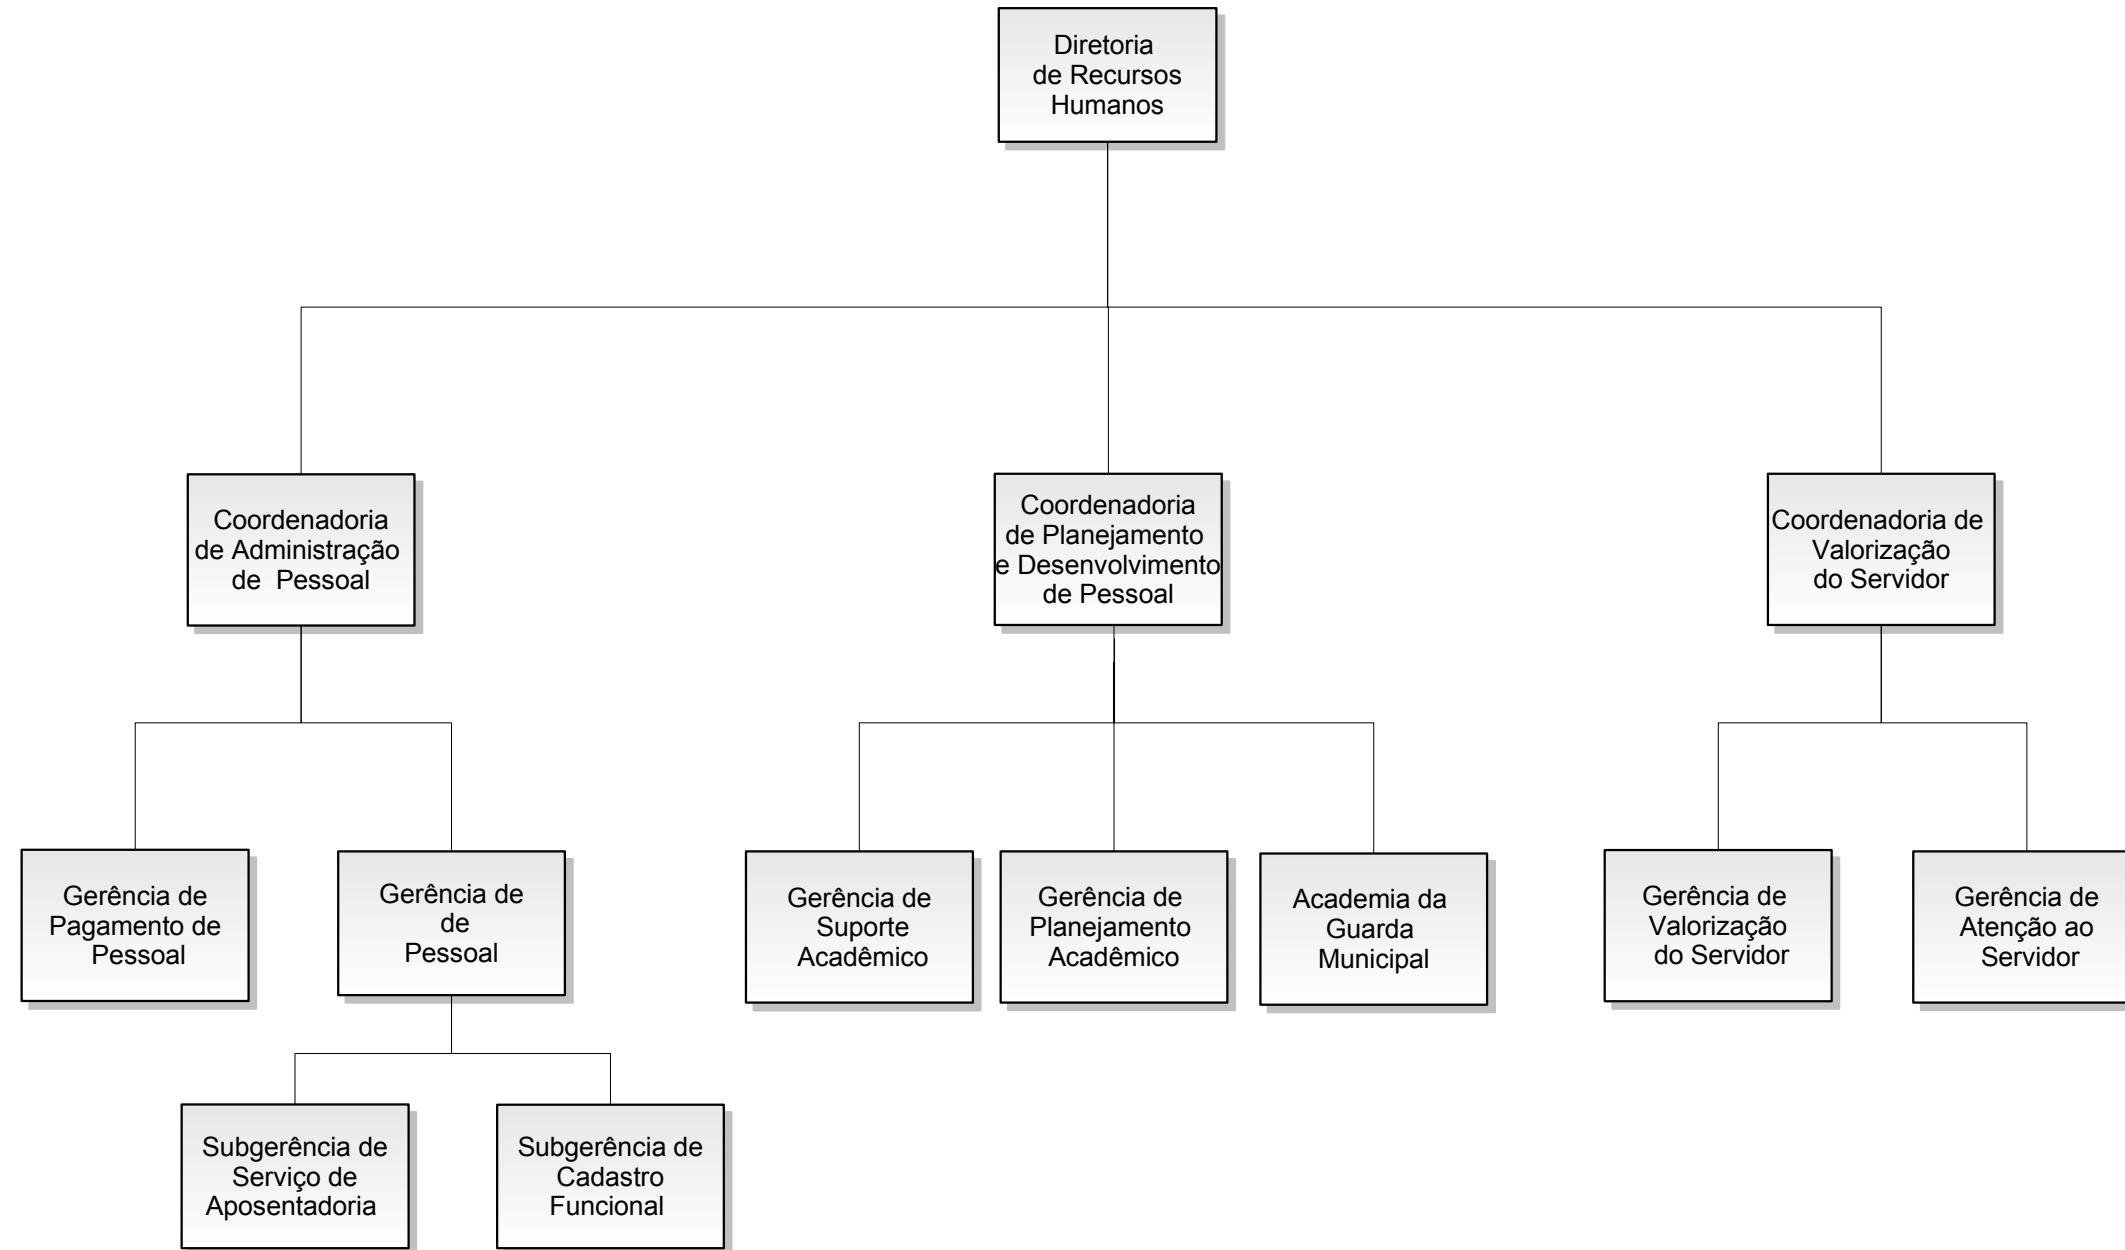 Diretoria
de Recursos
Humanos
Coordenadoria
de Administração
de Pessoal
Coordenadoria
de Planejamento
e Desenvolvimento
de Pessoal
Coordenadoria de
Valorização
do Servidor
Gerência de
Pagamento de
Pessoal
Gerência de
de
Pessoal
Gerência de
Suporte
Acadêmico
Gerência de
Planejamento
Acadêmico
Academia da
Guarda
Municipal
Gerência de
Valorização
do Servidor
Gerência de
Atenção ao
Servidor
Subgerência de
Serviço de
Aposentadoria
Subgerência de
Cadastro
Funcional